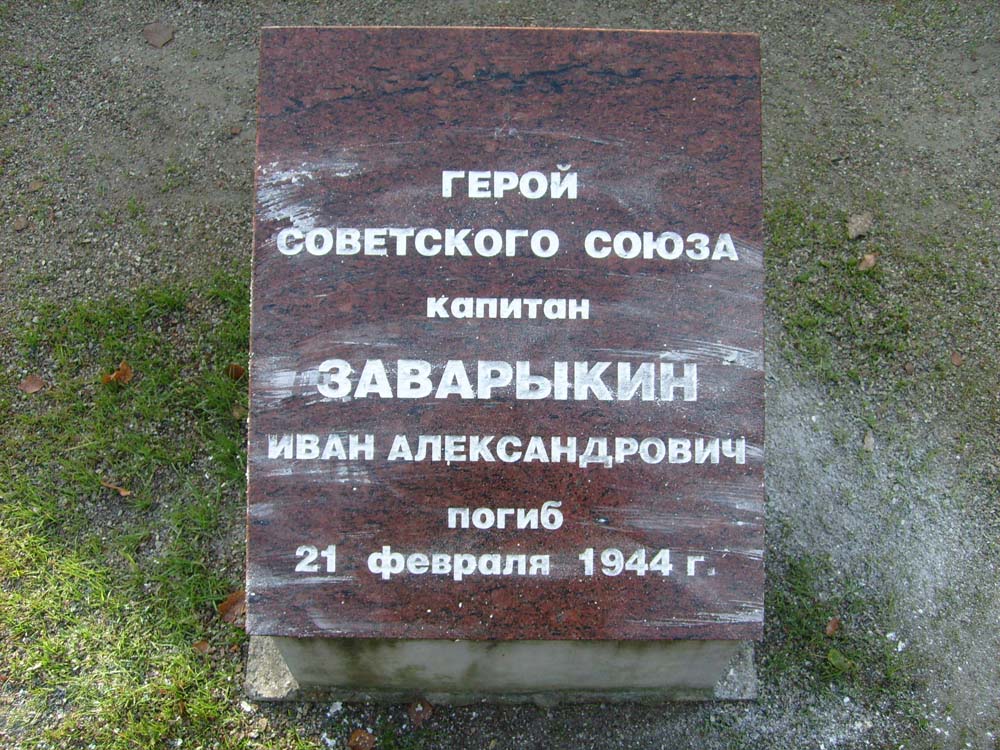 ГЕРОЙ
СОВЕТСКОГО СОЮЗА
капитан
ЗАВАРЫКИН
ИВАН АЛЕКСАНДРОВИЧ
погиб
21 февраля 1944 г.